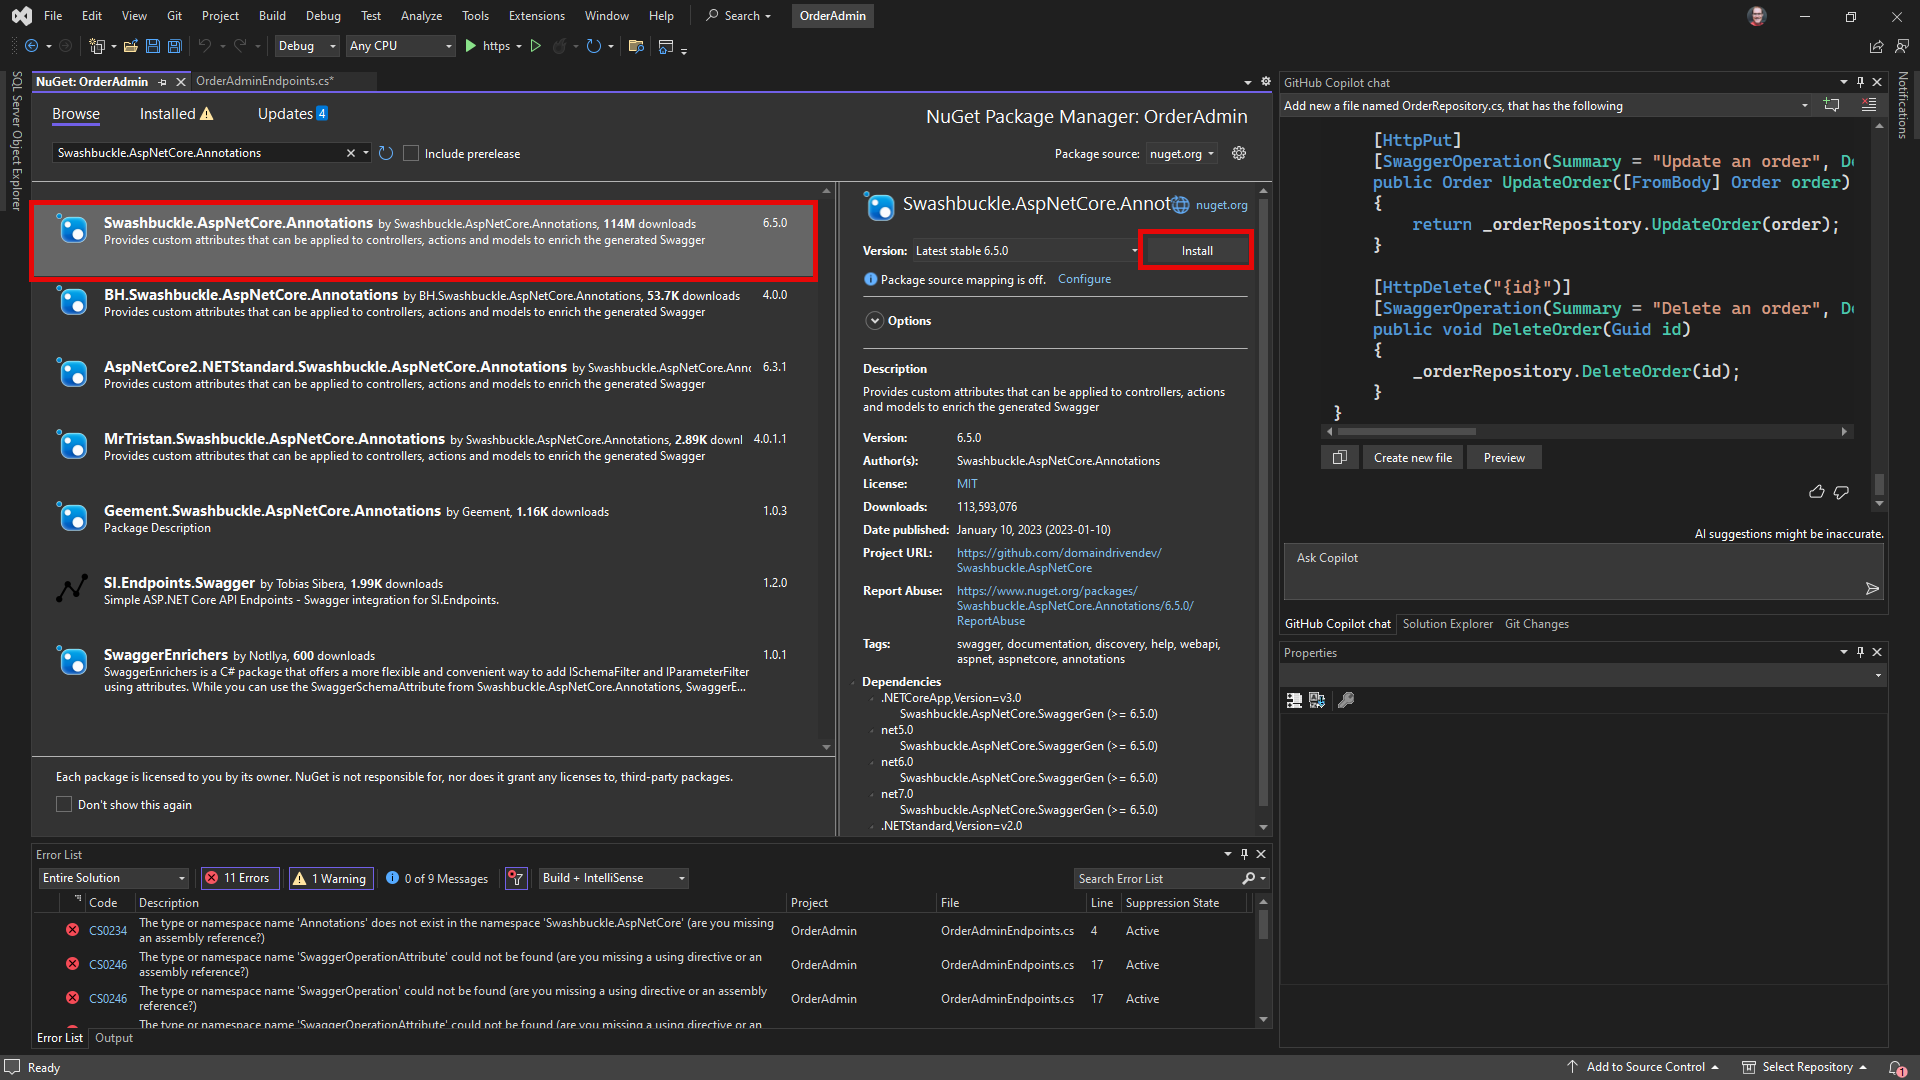 File Edit View Git Project Build Debug Test Analyze Tools Extensions Window Help Search OrderAdmin
Debug Any CPU https
SQL Server Object Explorer
NuGet: OrderAdmin OrderAdminEndpoints.cs*
Browse Installed Updates 4
NuGet Package Manager: OrderAdmin
Swashbuckle.AspNetCore.Annotations Include prerelease
Package source: nuget.org
Swashbuckle.AspNetCore.Annotations by Swashbuckle.AspNetCore.Annotations, 114M downloads 6.5.0
Provides custom attributes that can be applied to controllers, actions and models to enrich the generated Swagger
BH.Swashbuckle.AspNetCore.Annotations by BH.Swashbuckle.AspNetCore.Annotations, 53.7K downloads 4.0.0
Provides custom attributes that can be applied to controllers, actions and models to enrich the generated Swagger
AspNetCore2.NETStandard.Swashbuckle.AspNetCore.Annotations by Swashbuckle.AspNetCore.Annc 6.3.1
Provides custom attributes that can be applied to controllers, actions and models to enrich the generated Swagger
MrTristan.Swashbuckle.AspNetCore.Annotations by Swashbuckle.AspNetCore.Annotations, 2.89K downl 4.0.1.1
Provides custom attributes that can be applied to controllers, actions and models to enrich the generated Swagger
Geement.Swashbuckle.AspNetCore.Annotations by Geement, 1.16K downloads 1.0.3
Package Description
SI.Endpoints.Swagger by Tobias Sibera, 1.99K downloads 1.2.0
Simple ASP.NET Core API Endpoints - Swagger integration for SI.Endpoints.
SwaggerEnrichers by Notllya, 600 downloads 1.0.1
SwaggerEnrichers is a C# package that offers a more flexible and convenient way to add ISchemaFilter and IParameterFilter
using attributes. While you can use the SwaggerSchemaAttribute from Swashbuckle.AspNetCore.Annotations, SwaggerE...
Each package is licensed to you by its owner. NuGet is not responsible for, nor does it grant any licenses to, third-party packages.
Don't show this again
Swashbuckle.AspNetCore.Annot nuget.org
Version: Latest stable 6.5.0 Install
Package source mapping is off. Configure
Options
Description
Provides custom attributes that can be applied to controllers, actions
and models to enrich the generated Swagger
Version: 6.5.0
Author(s): Swashbuckle.AspNetCore.Annotations
License: MIT
Downloads: 113,593,076
Date published: January 10, 2023 (2023-01-10)
Project URL: https://github.com/domaindrivendev/
Swashbuckle.AspNetCore
Report Abuse: https://www.nuget.org/packages/
Swashbuckle.AspNetCore.Annotations/6.5.0/
ReportAbuse
Tags: swagger, documentation, discovery, help, webapi,
aspnet, aspnetcore, annotations
Dependencies
.NETCoreApp,Version=v3.0
Swashbuckle.AspNetCore.SwaggerGen (>= 6.5.0)
net5.0
Swashbuckle.AspNetCore.SwaggerGen (>= 6.5.0)
net6.0
Swashbuckle.AspNetCore.SwaggerGen (>= 6.5.0)
net7.0
Swashbuckle.AspNetCore.SwaggerGen (>= 6.5.0)
.NETStandard,Version=v2.0
Error List
Entire Solution 11 Errors 1 Warning 0 of 9 Messages Build + IntelliSense Search Error List
Code Description Project File Line Suppression State
CS0234 The type or namespace name 'Annotations' does not exist in the namespace 'Swashbuckle.AspNetCore' (are you missing
an assembly reference?) OrderAdmin OrderAdminEndpoints.cs 4 Active
CS0246 The type or namespace name 'SwaggerOperationAttribute' could not be found (are you missing a using directive or an
assembly reference?) OrderAdmin OrderAdminEndpoints.cs 17 Active
CS0246 The type or namespace name 'SwaggerOperation' could not be found (are you missing a using directive or an assembly
reference?) OrderAdmin OrderAdminEndpoints.cs 17 Active
The type or namespace name 'SwaggerOperationAttribute' could not be found (are you missing a using directive or an
Error List Output
GitHub Copilot chat
Add new a file named OrderRepository.cs, that has the following
[HttpPut]
[SwaggerOperation(Summary = "Update an order", De
public Order UpdateOrder([FromBody] Order order)
{
return _orderRepository.UpdateOrder(order);
}
[HttpDelete("{id}")]
[SwaggerOperation(Summary = "Delete an order", De
public void DeleteOrder(Guid id)
{
_orderRepository.DeleteOrder(id);
}
}
Create new file Preview
AI suggestions might be inaccurate.
Ask Copilot
GitHub Copilot chat Solution Explorer Git Changes
Properties
Notifications
Ready Add to Source Control Select Repository 1